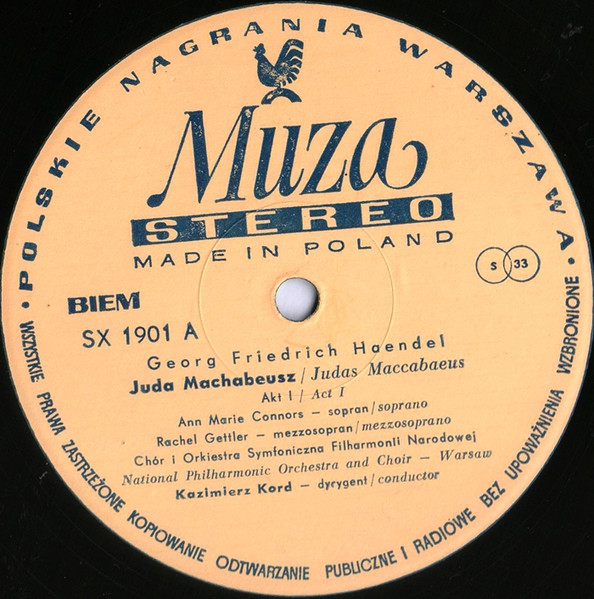 · POLSKIE NAGRANIA WARSZAWA ·
Muza
STEREO
MADE IN POLAND
S 33
BIEM
SX 1901 A
Georg Friedrich Haendel
Juda Machabeusz / Judas Maccabaeus
Akt I / Act I
Ann Marie Connors – sopran/soprano
Rachel Gettler – mezzosopran/mezzosoprano
Chór i Orkiestra Symfoniczna Filharmonii Narodowej
National Philharmonic Orchestra and Choir – Warsaw
Kazimierz Kord – dyrygent/conductor
WSZYSTKIE PRAWA ZASTRZEŻONE KOPIOWANIE ODTWARZANIE PUBLICZNE I RADIOWE BEZ UPOWAŻNIENIA WZBRONIONE